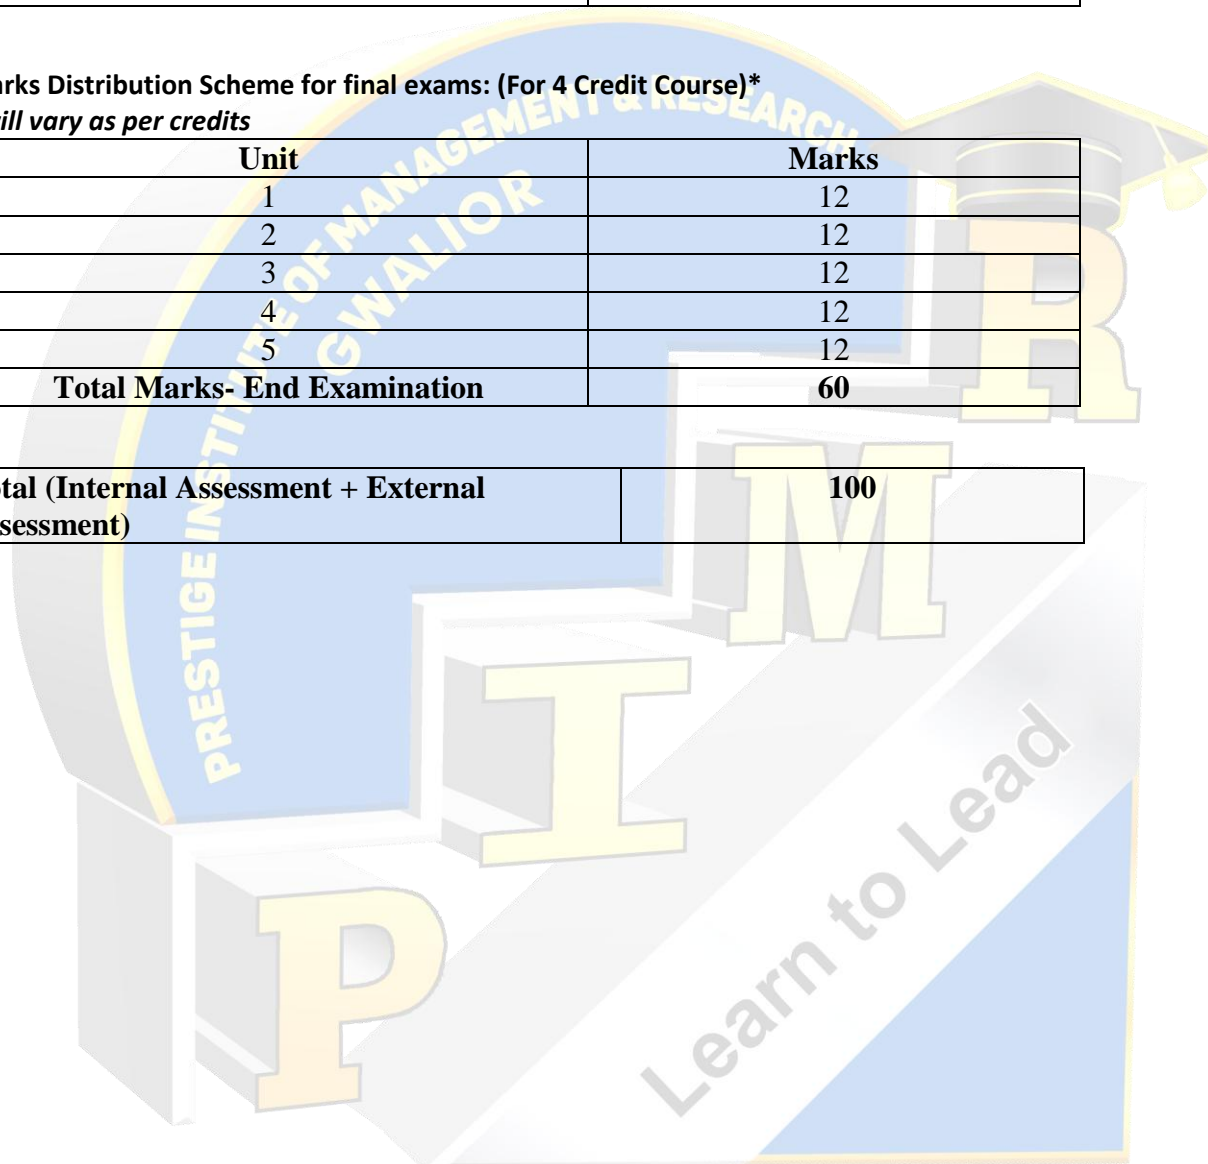 arks Distribution Scheme for final exams: (For 4 Credit Course)*
ill vary as per credits
Unit Marks
1 12
2 12
3 12
4 12
5 12
Total Marks- End Examination 60
tal (Internal Assessment + External 100
sessment)
PRESTIGE INSTITUTE OF MANAGEMENT & RESEARCH
GWALIOR
P I M R
Learn to Lead